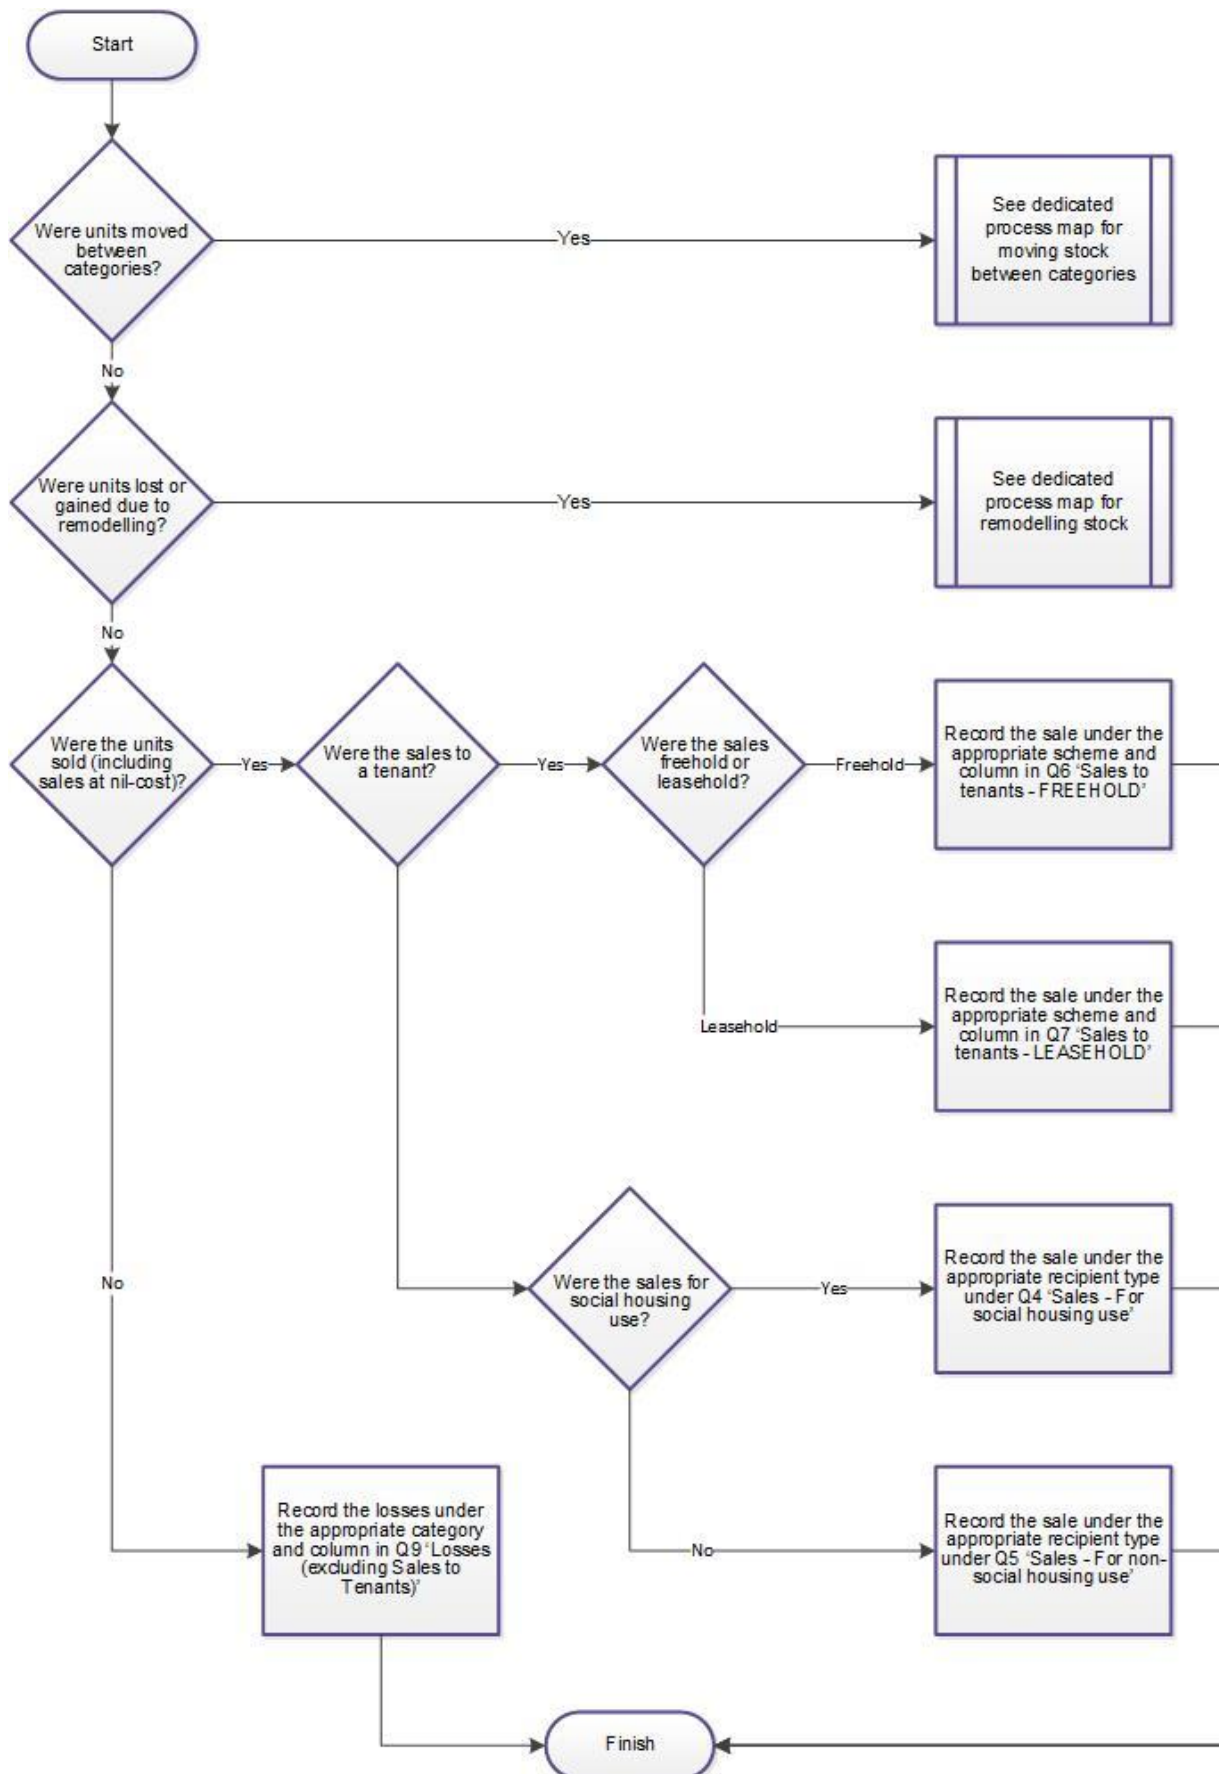 Start
Were units moved
between
categories?
Yes
See dedicated
process map for
moving stock
between categories
No
Were units lost or
gained due to
remodelling?
Yes
See dedicated
process map for
remodelling stock
No
Were the units
sold (including
sales at nil-cost)?
Yes
Were the sales to
a tenant?
Yes
Were the sales
freehold or
leasehold?
Freehold
Record the sale under the
appropriate scheme and
column in Q6 ‘Sales to
tenants - FREEHOLD’
Leasehold
Record the sale under the
appropriate scheme and
column in Q7 ‘Sales to
tenants - LEASEHOLD’
No
Were the sales for
social housing
use?
Yes
Record the sale under the
appropriate recipient type
under Q4 ‘Sales - For
social housing use’
Record the losses under
the appropriate category
and column in Q9 ‘Losses
(excluding Sales to
Tenants)’
No
Record the sale under the
appropriate recipient type
under Q5 ‘Sales - For non-
social housing use’
Finish